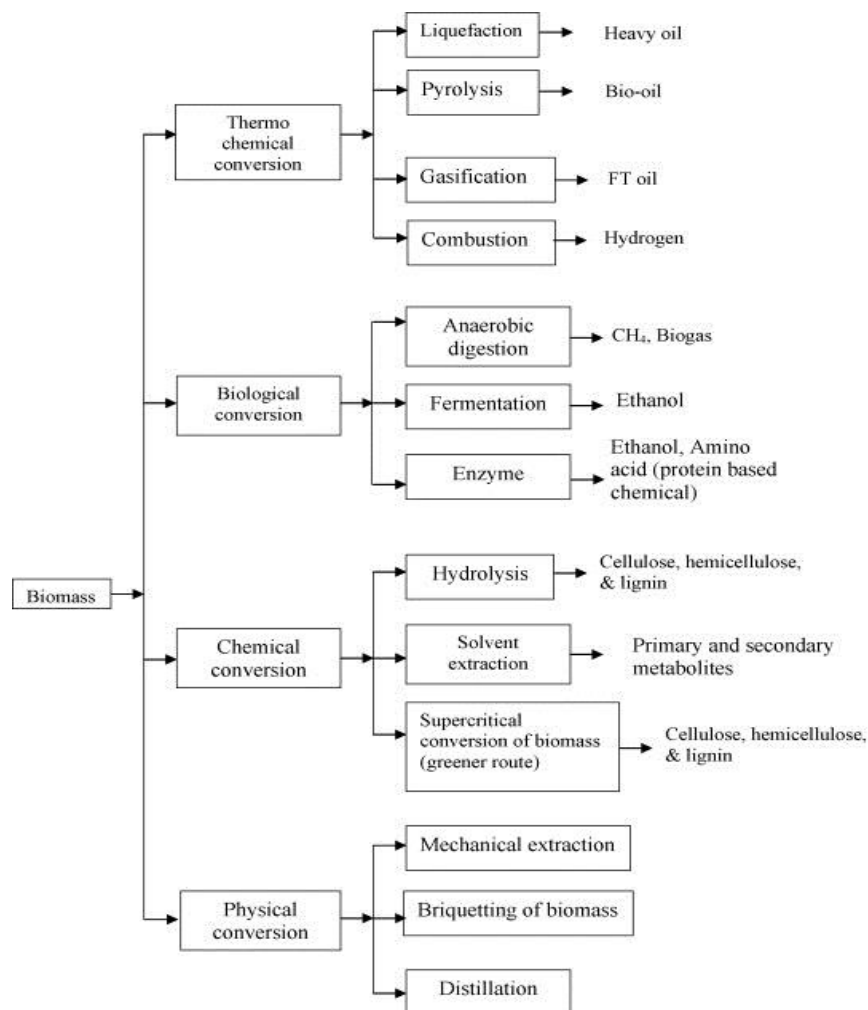 Liquefaction
Heavy oil
Pyrolysis
Bio-oil
Thermo
chemical
conversion
Gasification
FT oil
Combustion
Hydrogen
Anaerobic
digestion
CH₄, Biogas
Biological
conversion
Fermentation
Ethanol
Enzyme
Ethanol, Amino
acid (protein based
chemical)
Biomass
Hydrolysis
Cellulose, hemicellulose,
& lignin
Chemical
conversion
Solvent
extraction
Primary and secondary
metabolites
Supercritical
conversion of biomass
(greener route)
Cellulose, hemicellulose,
& lignin
Mechanical extraction
Physical
conversion
Briquetting of biomass
Distillation